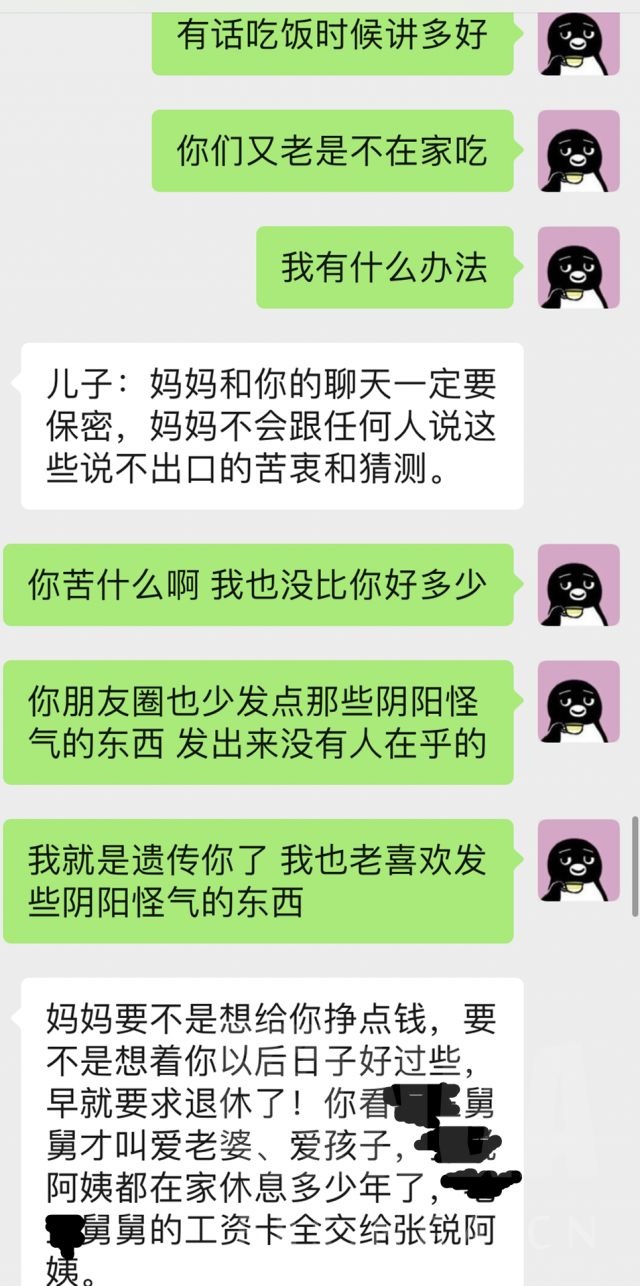 有话吃饭时候讲多好
你们又老是不在家吃
我有什么办法
儿子：妈妈和你的聊天一定要
保密，妈妈不会跟任何人说这
些说不出口的苦衷和猜测。
你苦什么啊 我也没比你好多少
你朋友圈也少发点那些阴阳怪
气的东西 发出来没有人在乎的
我就是遗传你了 我也老喜欢发
些阴阳怪气的东西
妈妈要不是想给你挣点钱，要
不是想着你以后日子好过些，
早就要求退休了！你看舅
舅才叫爱老婆、爱孩子，
阿姨都在家休息多少年了，
舅舅的工资卡全交给张锐阿
姨。
CN